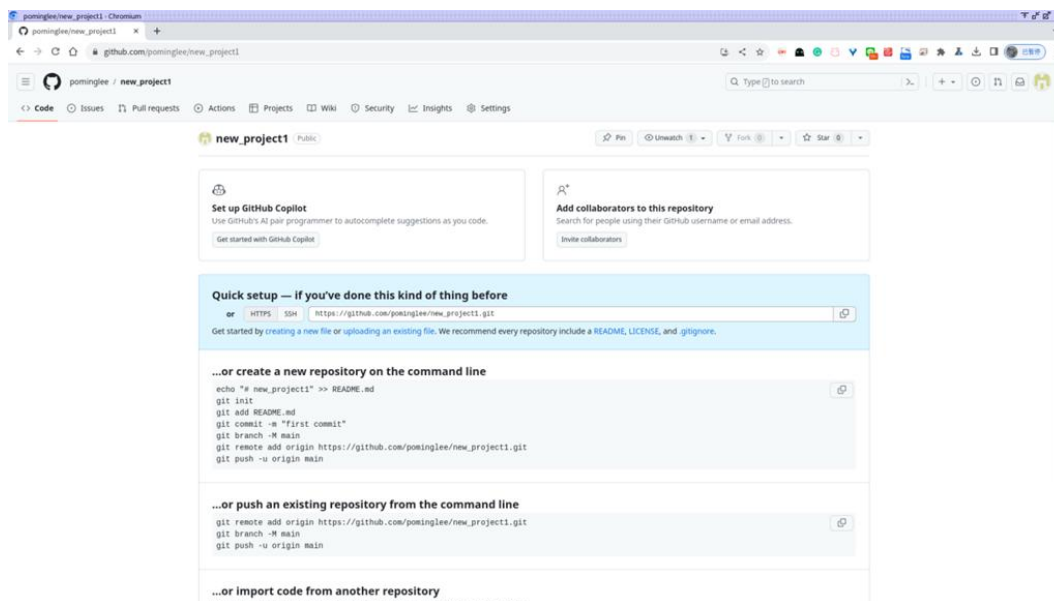 pominglee/new_project1 - Chromium
pominglee/new_project1
github.com/pominglee/new_project1
已暫停
pominglee / new_project1
Type / to search
Code Issues Pull requests Actions Projects Wiki Security Insights Settings
new_project1 Public
Pin Unwatch 1 Fork 0 Star 0
Set up GitHub Copilot
Use GitHub's AI pair programmer to autocomplete suggestions as you code.
Get started with GitHub Copilot
Add collaborators to this repository
Search for people using their GitHub username or email address.
Invite collaborators
Quick setup — if you've done this kind of thing before
or HTTPS SSH https://github.com/pominglee/new_project1.git
Get started by creating a new file or uploading an existing file. We recommend every repository include a README, LICENSE, and .gitignore.
...or create a new repository on the command line
echo "# new_project1" >> README.md
git init
git add README.md
git commit -m "first commit"
git branch -M main
git remote add origin https://github.com/pominglee/new_project1.git
git push -u origin main
...or push an existing repository from the command line
git remote add origin https://github.com/pominglee/new_project1.git
git branch -M main
git push -u origin main
...or import code from another repository